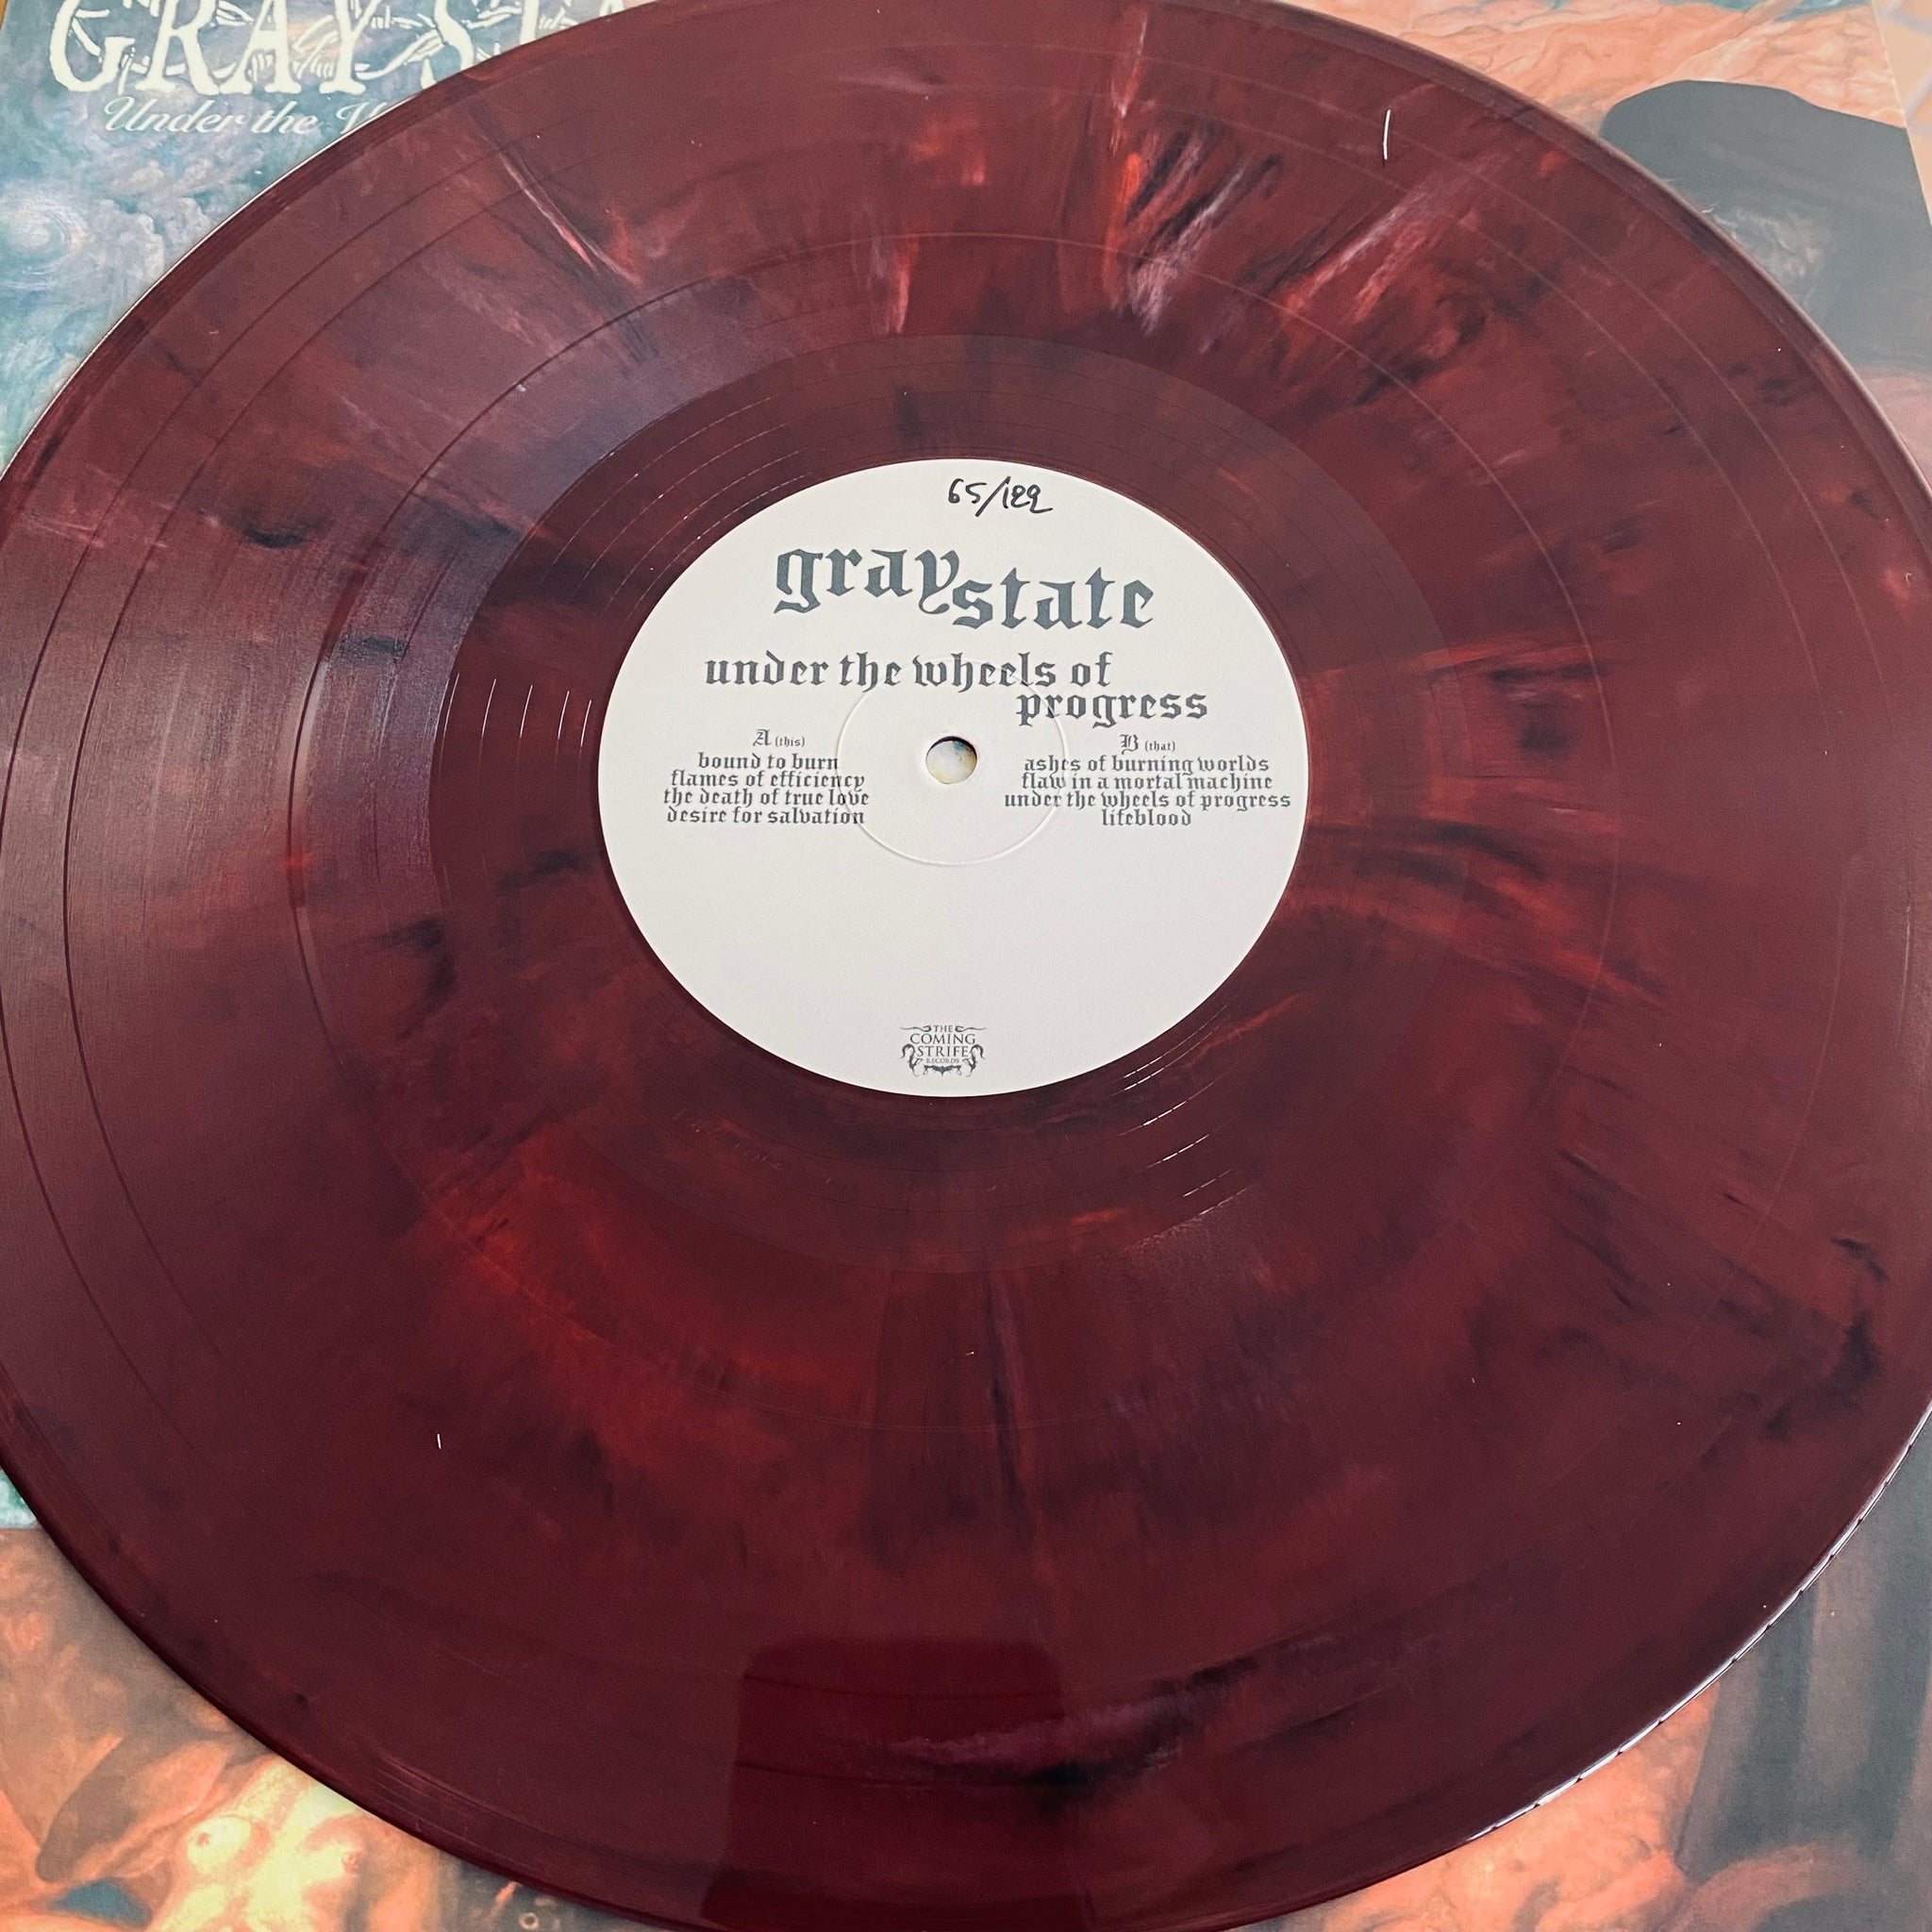 GRAY STA
Under the W
65/122
gray state
under the wheels of
progress
A (this)
bound to burn
flames of efficiency
the death of true love
desire for salvation
B (that)
ashes of burning worlds
flaw in a mortal machine
under the wheels of progress
lifeblood
THE
COMING
STRIFE
RECORDS